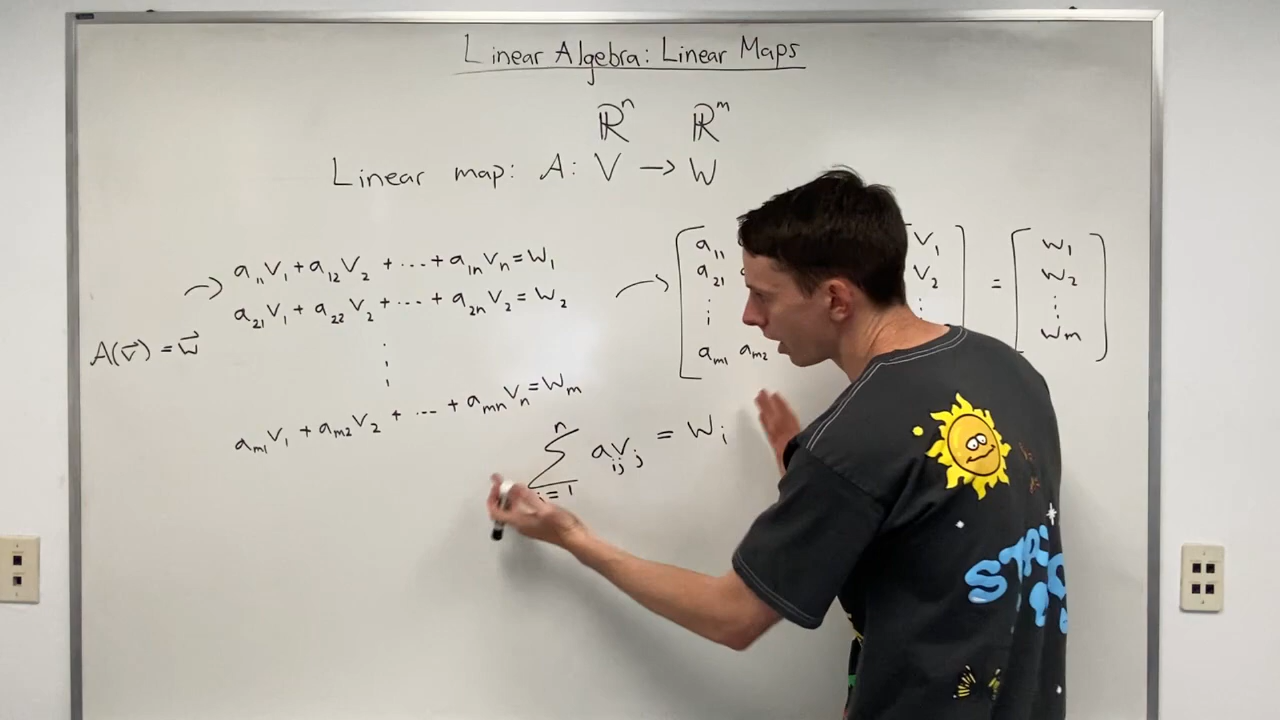 Linear Algebra: Linear Maps
ℝⁿ ℝᵐ
Linear map: A: V → W
a₁₁v₁ + a₁₂v₂ + ... + a₁ₙvₙ = w₁
a₂₁v₁ + a₂₂v₂ + ... + a₂ₙv₂ = w₂
⋮
aₘ₁v₁ + aₘ₂v₂ + ... + aₘₙvₙ = wₘ
A(v⃗) = w⃗
a₁₁ v₁ = w₁
a₂₁ v₂ w₂
⋮ ⋮ ⋮
aₘ₁ aₘ₂ wₘ
n
∑ aᵢⱼvⱼ = wᵢ
= 1